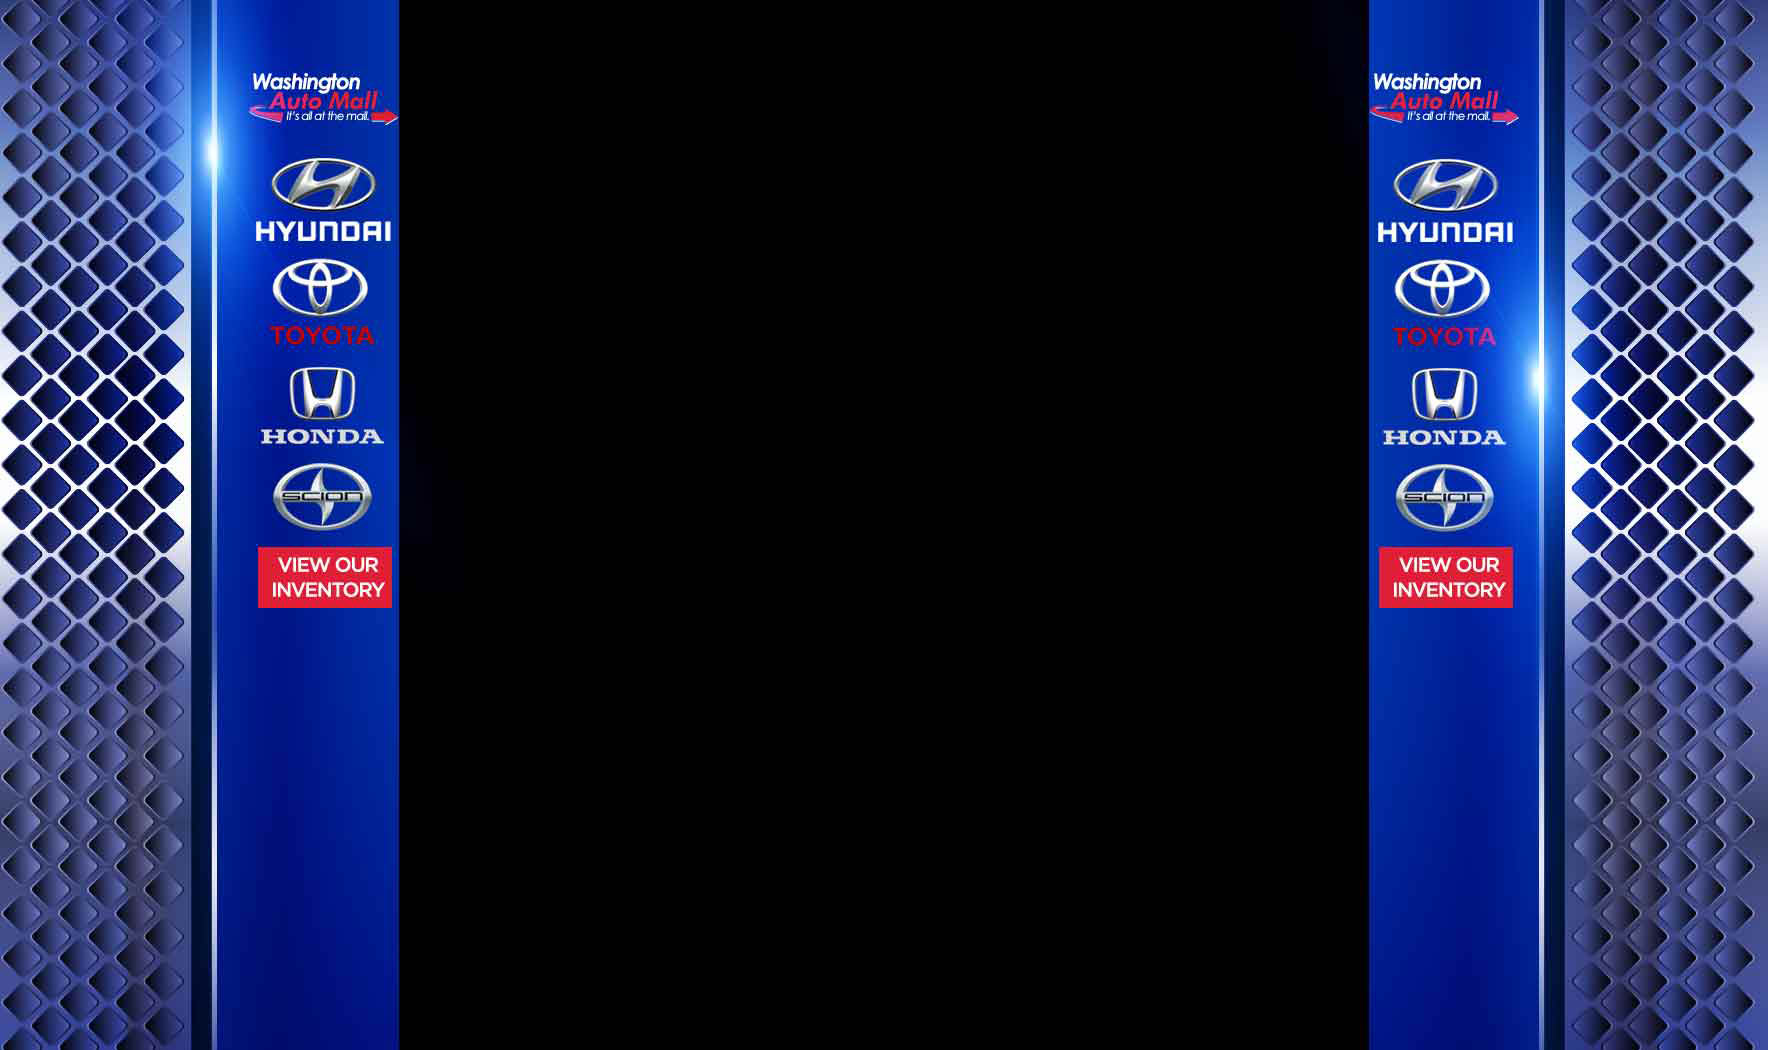 Washington
Auto Mall
It's all at the mall.
HYUNDAI
TOYOTA
HONDA
SCION
VIEW OUR
INVENTORY
Washington
Auto Mall
It's all at the mall.
HYUNDAI
TOYOTA
HONDA
SCION
VIEW OUR
INVENTORY